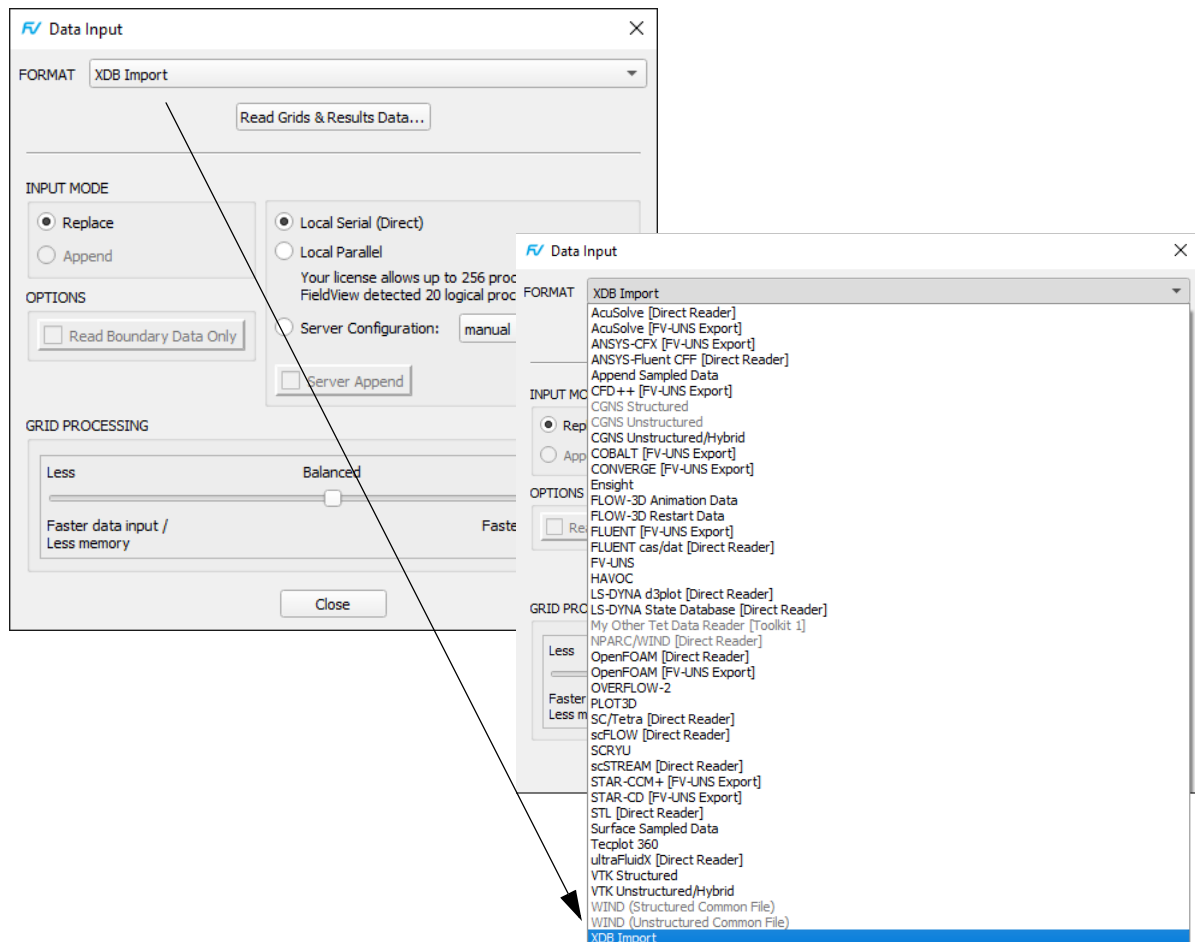 FV Data Input
FORMAT XDB Import
Read Grids & Results Data...
INPUT MODE
Replace
Append
OPTIONS
Read Boundary Data Only
Local Serial (Direct)
Local Parallel
Your license allows up to 256 proc
FieldView detected 20 logical proc
Server Configuration: manual
Server Append
GRID PROCESSING
Less Balanced
Faster data input / Faste
Less memory
Close
FV Data Input
FORMAT XDB Import
AcuSolve [Direct Reader]
AcuSolve [FV-UNS Export]
ANSYS-CFX [FV-UNS Export]
ANSYS-Fluent CFF [Direct Reader]
Append Sampled Data
CFD++ [FV-UNS Export]
CGNS Structured
CGNS Unstructured
CGNS Unstructured/Hybrid
COBALT [FV-UNS Export]
CONVERGE [FV-UNS Export]
Ensight
FLOW-3D Animation Data
FLOW-3D Restart Data
FLUENT [FV-UNS Export]
FLUENT cas/dat [Direct Reader]
FV-UNS
HAVOC
LS-DYNA d3plot [Direct Reader]
LS-DYNA State Database [Direct Reader]
My Other Tet Data Reader [Toolkit 1]
NPARC/WIND [Direct Reader]
OpenFOAM [Direct Reader]
OpenFOAM [FV-UNS Export]
OVERFLOW-2
PLOT3D
SC/Tetra [Direct Reader]
scFLOW [Direct Reader]
SCRYU
scSTREAM [Direct Reader]
STAR-CCM+ [FV-UNS Export]
STAR-CD [FV-UNS Export]
STL [Direct Reader]
Surface Sampled Data
Tecplot 360
ultraFluidX [Direct Reader]
VTK Structured
VTK Unstructured/Hybrid
WIND (Structured Common File)
WIND (Unstructured Common File)
XDB Import
INPUT MO
Rep
App
OPTIONS
Re
GRID PRO
Less
Faster
Less m